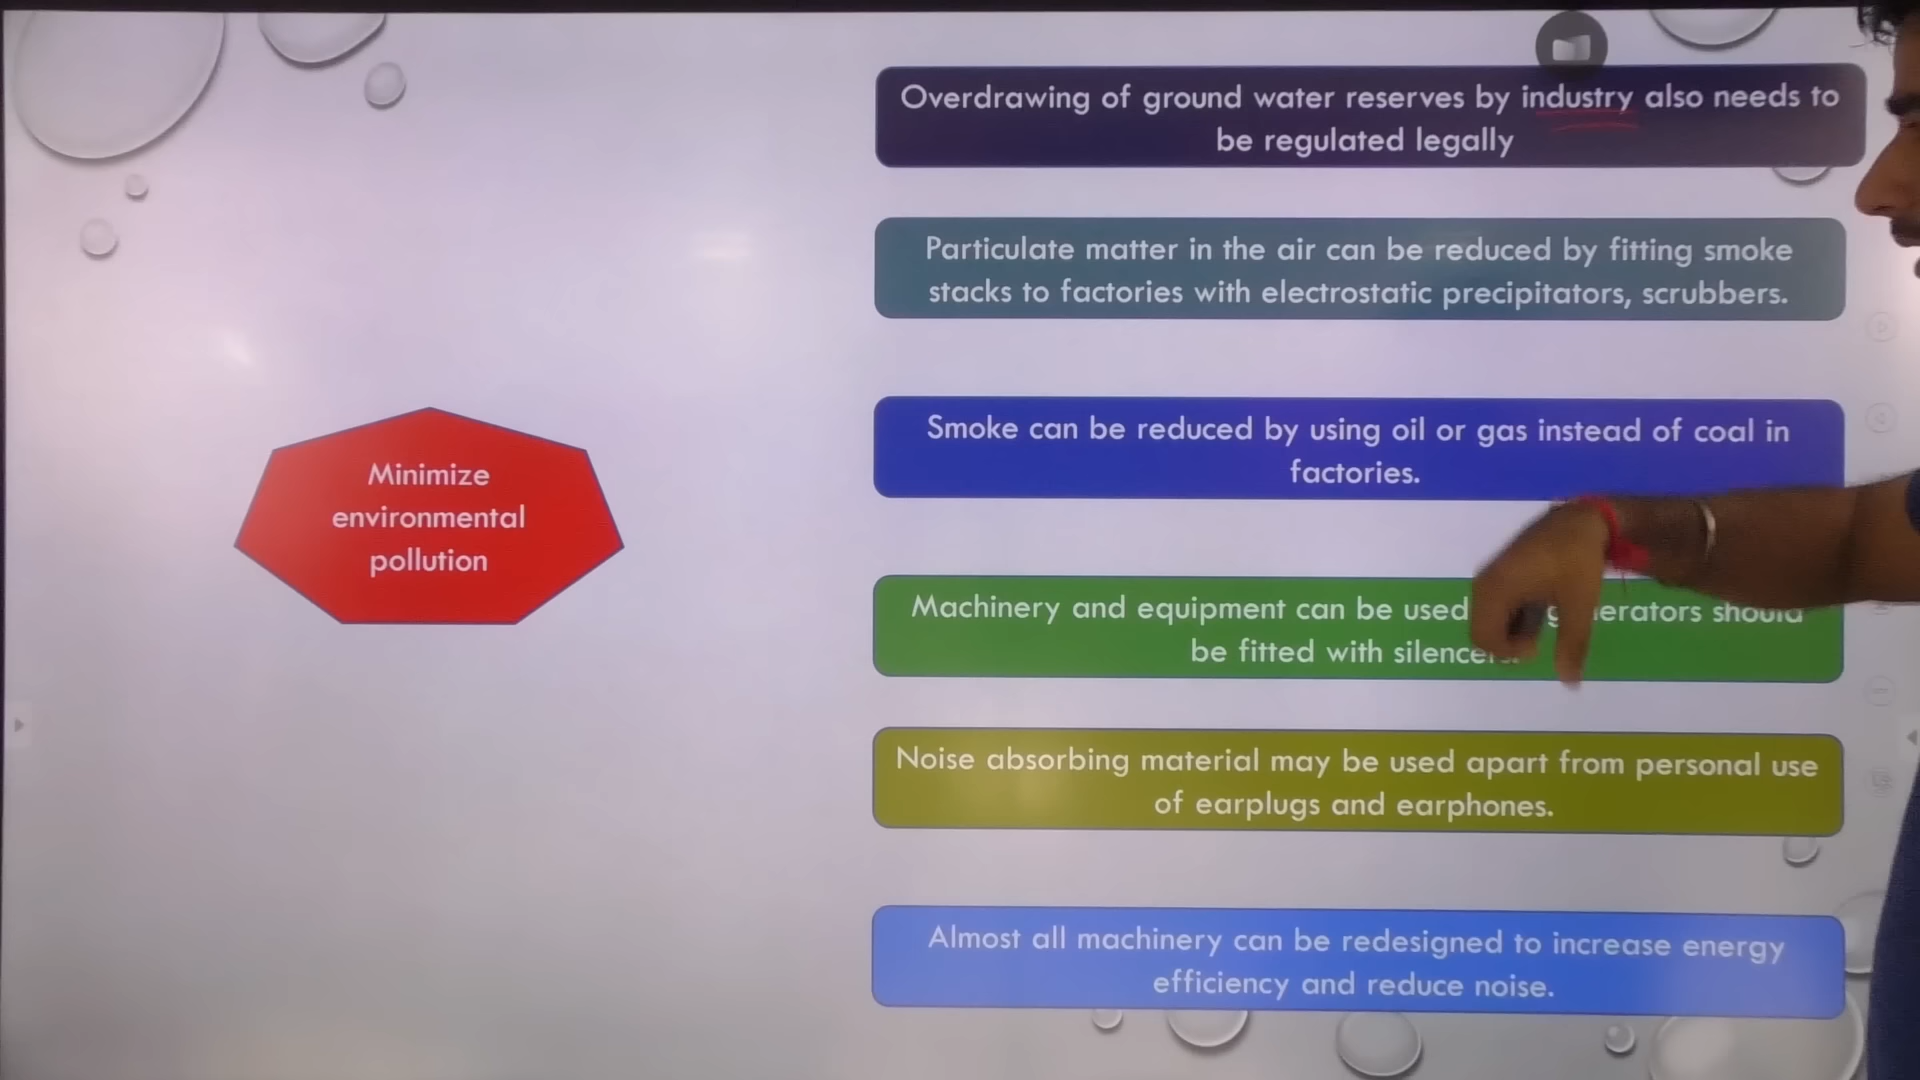 Overdrawing of ground water reserves by industry also needs to
be regulated legally
Particulate matter in the air can be reduced by fitting smoke
stacks to factories with electrostatic precipitators, scrubbers.
Smoke can be reduced by using oil or gas instead of coal in
factories.
Minimize
environmental
pollution
Machinery and equipment can be used should
be fitted with
Noise absorbing material may be used apart from personal use
of earplugs and earphones.
Almost all machinery can be redesigned to increase energy
efficiency and reduce noise.